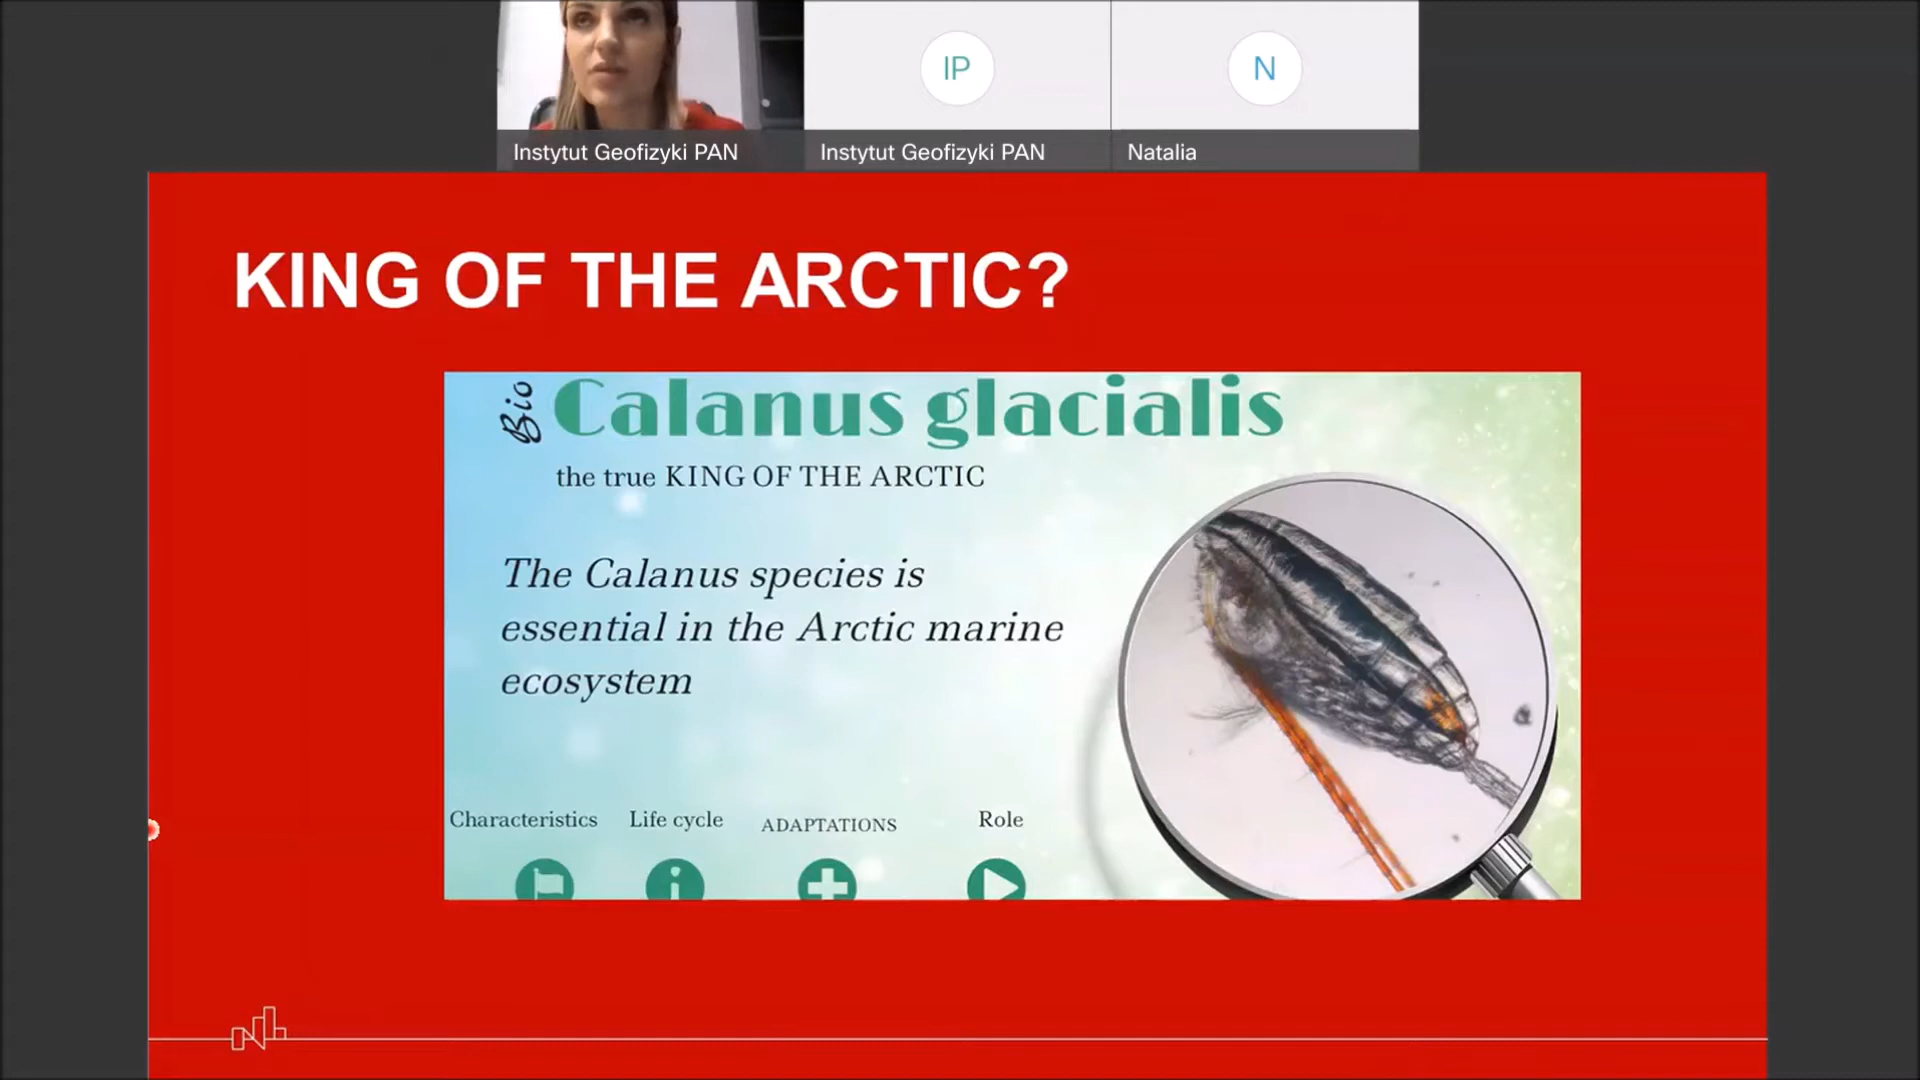 IP
N
Instytut Geofizyki PAN
Instytut Geofizyki PAN
Natalia
KING OF THE ARCTIC?
Bio
Calanus glacialis
the true KING OF THE ARCTIC
The Calanus species is
essential in the Arctic marine
ecosystem
Characteristics
Life cycle
ADAPTATIONS
Role